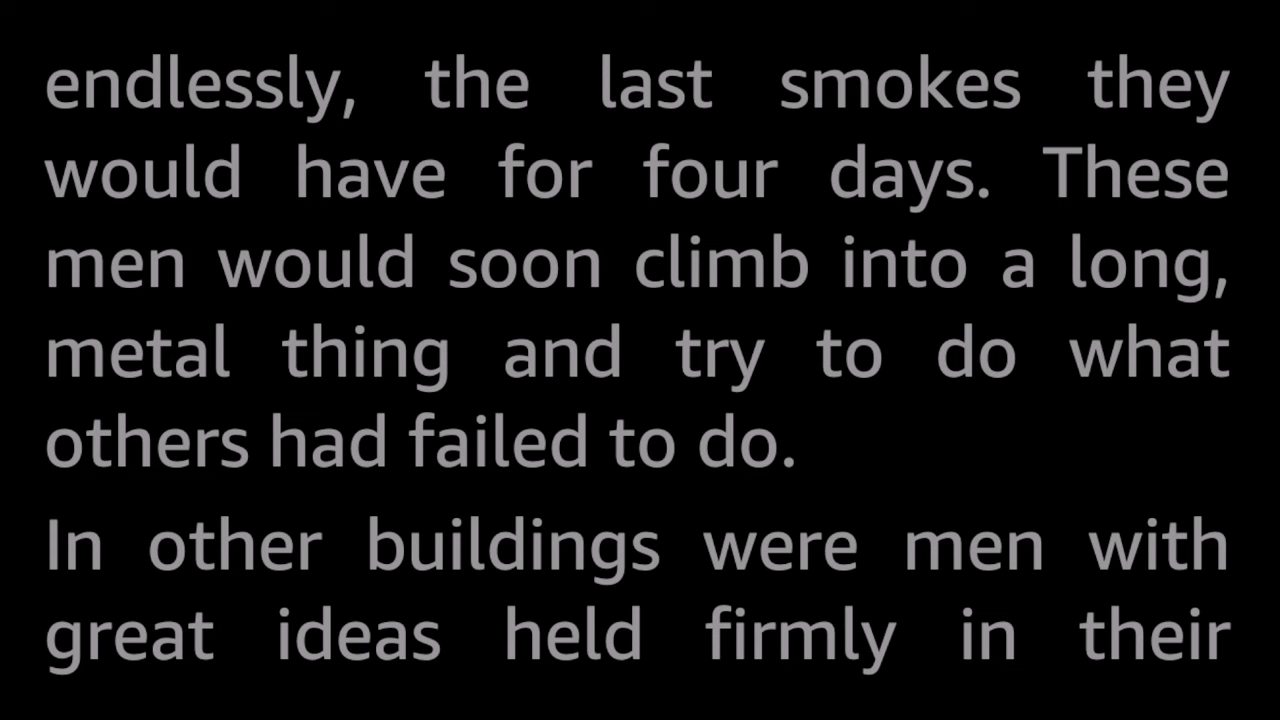 endlessly, the last smokes they
would have for four days. These
men would soon climb into a long,
metal thing and try to do what
others had failed to do.
In other buildings were men with
great ideas held firmly in their